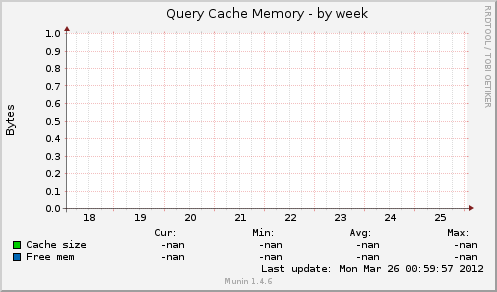 Query Cache Memory - by week
RRDTOOL / TOBI OETIKER
Bytes
1.0
0.9
0.8
0.7
0.6
0.5
0.4
0.3
0.2
0.1
0.0
18 19 20 21 22 23 24 25
Cur: Min: Avg: Max:
Cache size -nan -nan -nan -nan
Free mem -nan -nan -nan -nan
Last update: Mon Mar 26 00:59:57 2012
Munin 1.4.6